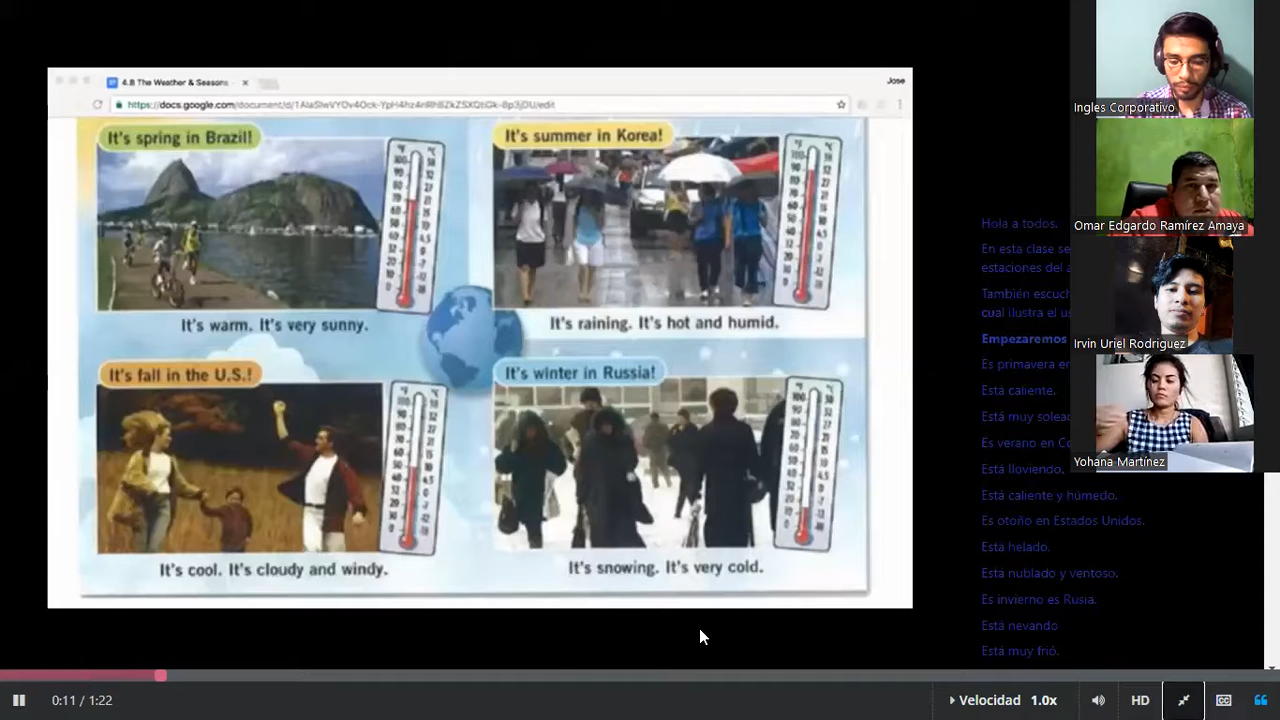 4.8 The Weather & Seasons
Jose
It's spring in Brazil!
It's warm. It's very sunny.
It's summer in Korea!
It's raining. It's hot and humid.
It's fall in the U.S.!
It's cool. It's cloudy and windy.
It's winter in Russia!
It's snowing. It's very cold.
Hola a todos.
En esta clase se
estaciones del a
También escuch
cual ilustra el us
Empezaremos
Es primavera en
Está caliente.
Está muy solea
Es verano en Co
Está lloviendo.
Está caliente y húmedo.
Es otoño en Estados Unidos.
Está helado.
Está nublado y ventoso.
Es invierno es Rusia.
Está nevando
Está muy frió.
Ingles Corporativo
Omar Edgardo Ramírez Amaya
Irvin Uriel Rodriguez
Yohana Martínez
0:11 / 1:22
Velocidad 1.0x
HD
CC